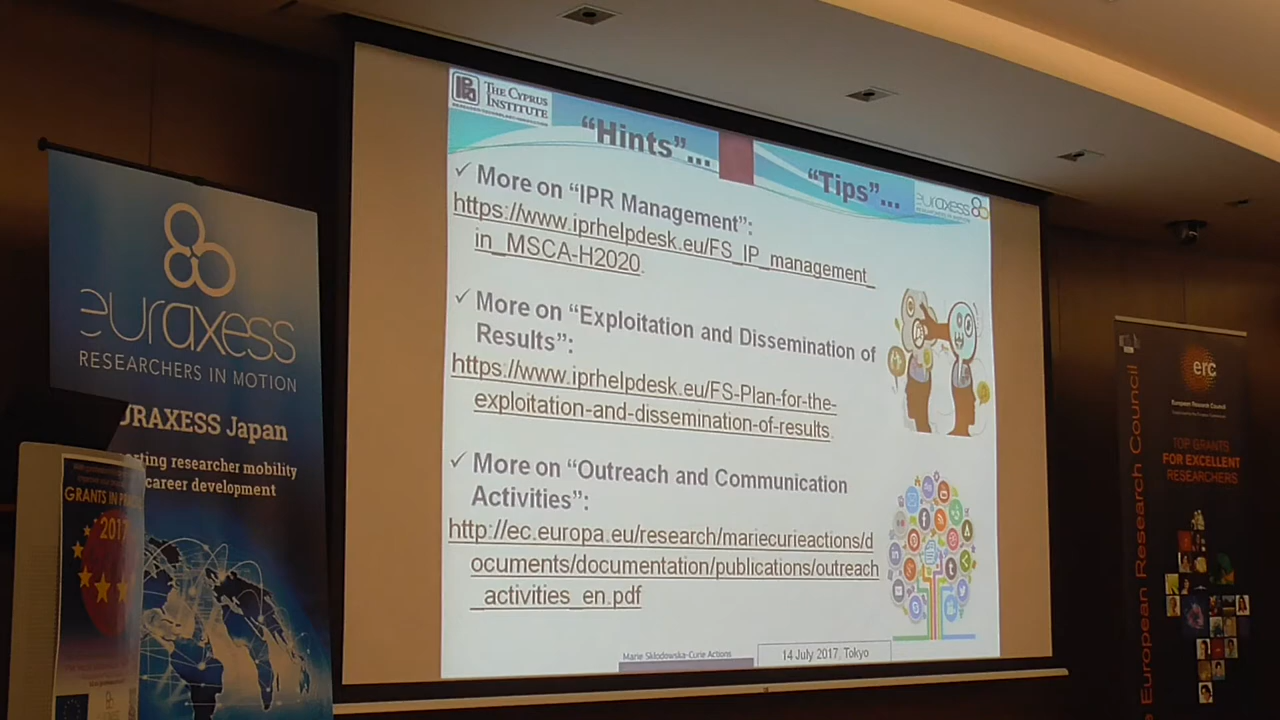 THE CYPRUS
INSTITUTE
"Hints"...
"Tips"...
euraxess
✓ More on "IPR Management":
https://www.iprhelpdesk.eu/FS_IP_management_
in_MSCA-H2020.
✓ More on "Exploitation and Dissemination of
Results":
https://www.iprhelpdesk.eu/FS-Plan-for-the-
exploitation-and-dissemination-of-results.
✓ More on "Outreach and Communication
Activities":
http://ec.europa.eu/research/mariecurieactions/d
ocuments/documentation/publications/outreach
_activities_en.pdf
Marie Skłodowska-Curie Actions
14 July 2017, Tokyo
euraxess
RESEARCHERS IN MOTION
URAXESS Japan
orting researcher mobility
career development
GRANTS IN PR
2017
erc
European Research Council
TOP GRANTS
FOR EXCELLENT
RESEARCHERS
European Research Council